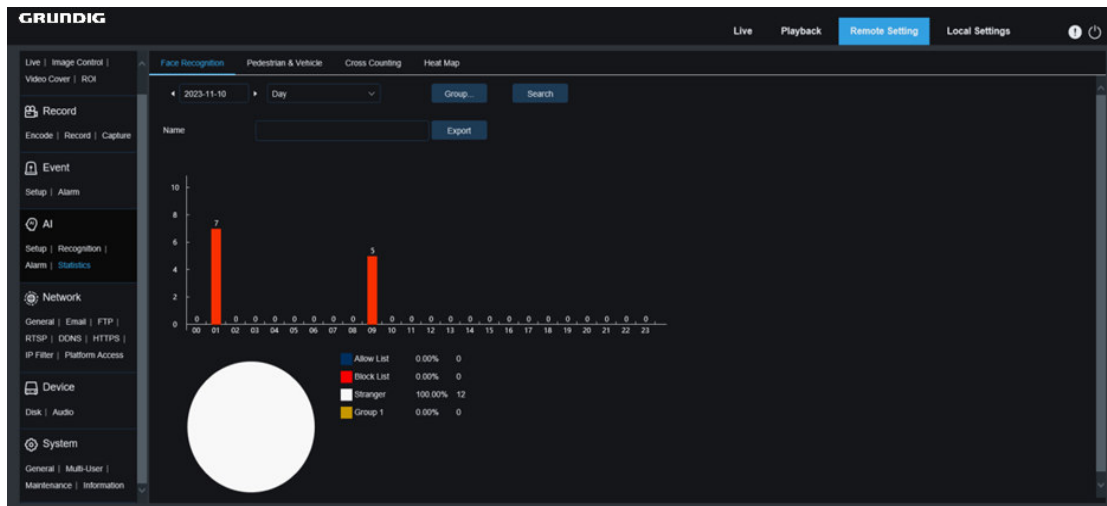 GRUNDIG
Live Playback Remote Setting Local Settings
Live | Image Control |
Video Cover | ROI
Record
Encode | Record | Capture
Event
Setup | Alarm
AI
Setup | Recognition |
Alarm | Statistics
Network
General | Email | FTP |
RTSP | DDNS | HTTPS |
IP Filter | Platform Access
Device
Disk | Audio
System
General | Multi-User |
Maintenance | Information
Face Recognition Pedestrian & Vehicle Cross Counting Heat Map
2023-11-10 Day Group... Search
Name Export
10
8
7
6
5
4
2
0 0 0 0 0 0 0 0 0 0 0 0 0 0 0 0 0 0 0 0 0 0 0
00 01 02 03 04 05 06 07 08 09 10 11 12 13 14 15 16 17 18 19 20 21 22 23
Allow List 0.00% 0
Block List 0.00% 0
Stranger 100.00% 12
Group 1 0.00% 0